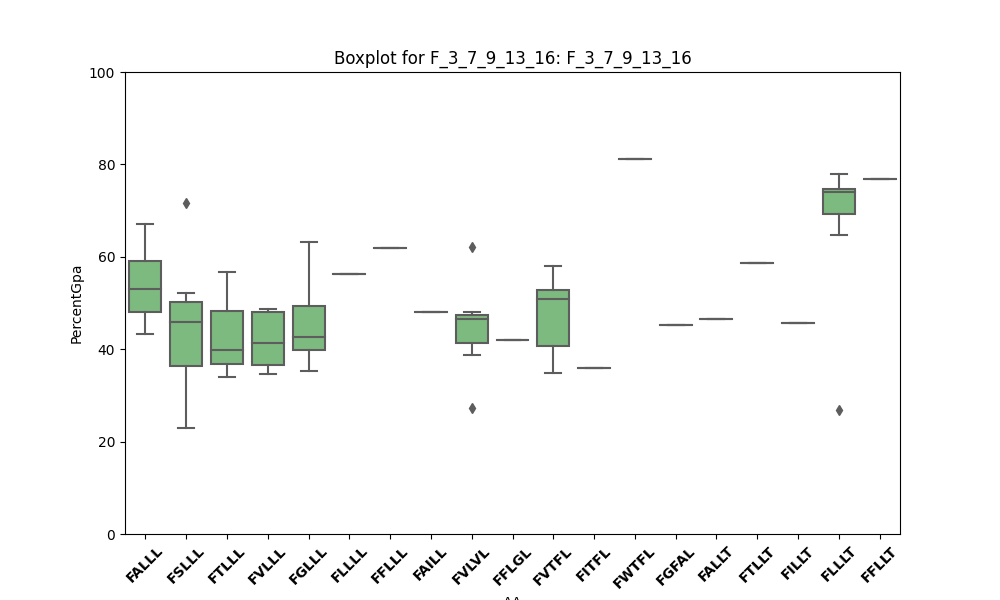 Boxplot for F_3_7_9_13_16: F_3_7_9_13_16
100
80
60
40
20
0
PercentGpa
FALLL
FSLLL
FTLLL
FVLLL
FGLLL
FLLLL
FFLLL
FAILL
FVLVL
FFLGL
FVTFL
FITFL
FWTFL
FGFAL
FALLT
FTLLT
FILLT
FLLLT
FFLLT